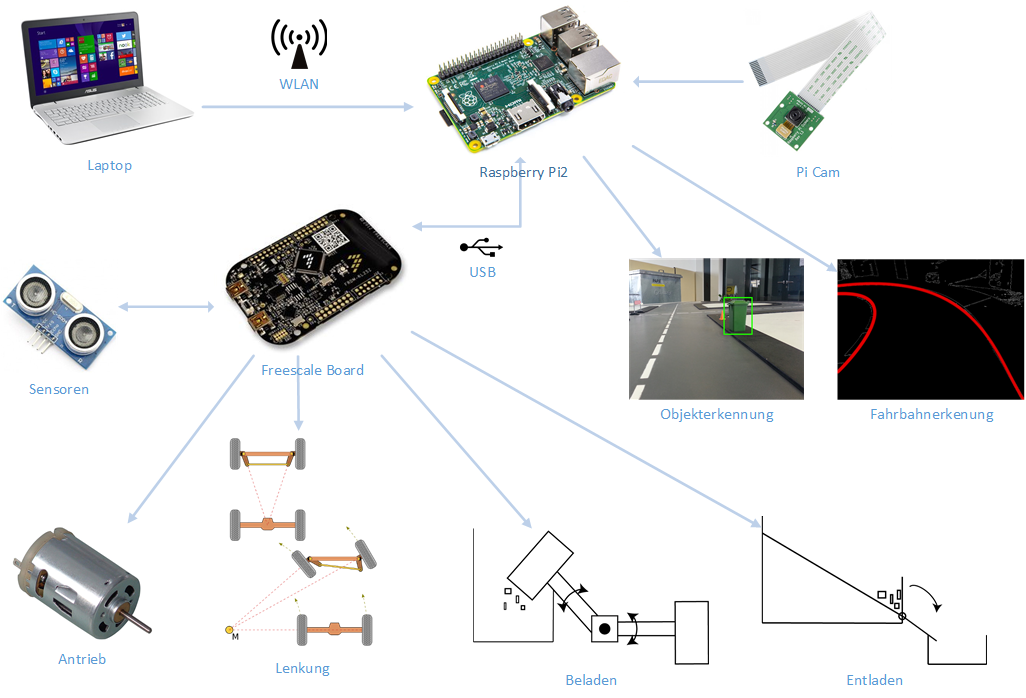 WLAN
Laptop
Raspberry Pi2
Pi Cam
USB
Sensoren
Freescale Board
Objekterkennung
Fahrbahnerkenung
M
Antrieb
Lenkung
Beladen
Entladen